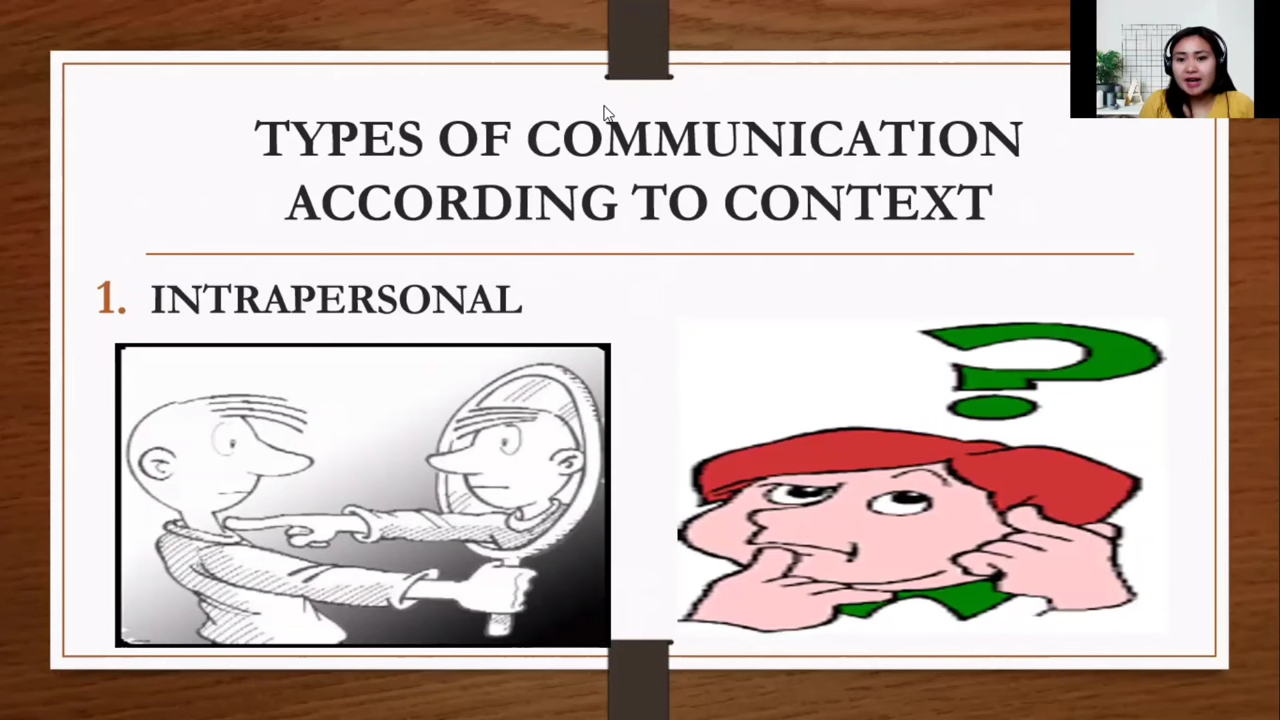 TYPES OF COMMUNICATION
ACCORDING TO CONTEXT
1. INTRAPERSONAL
?